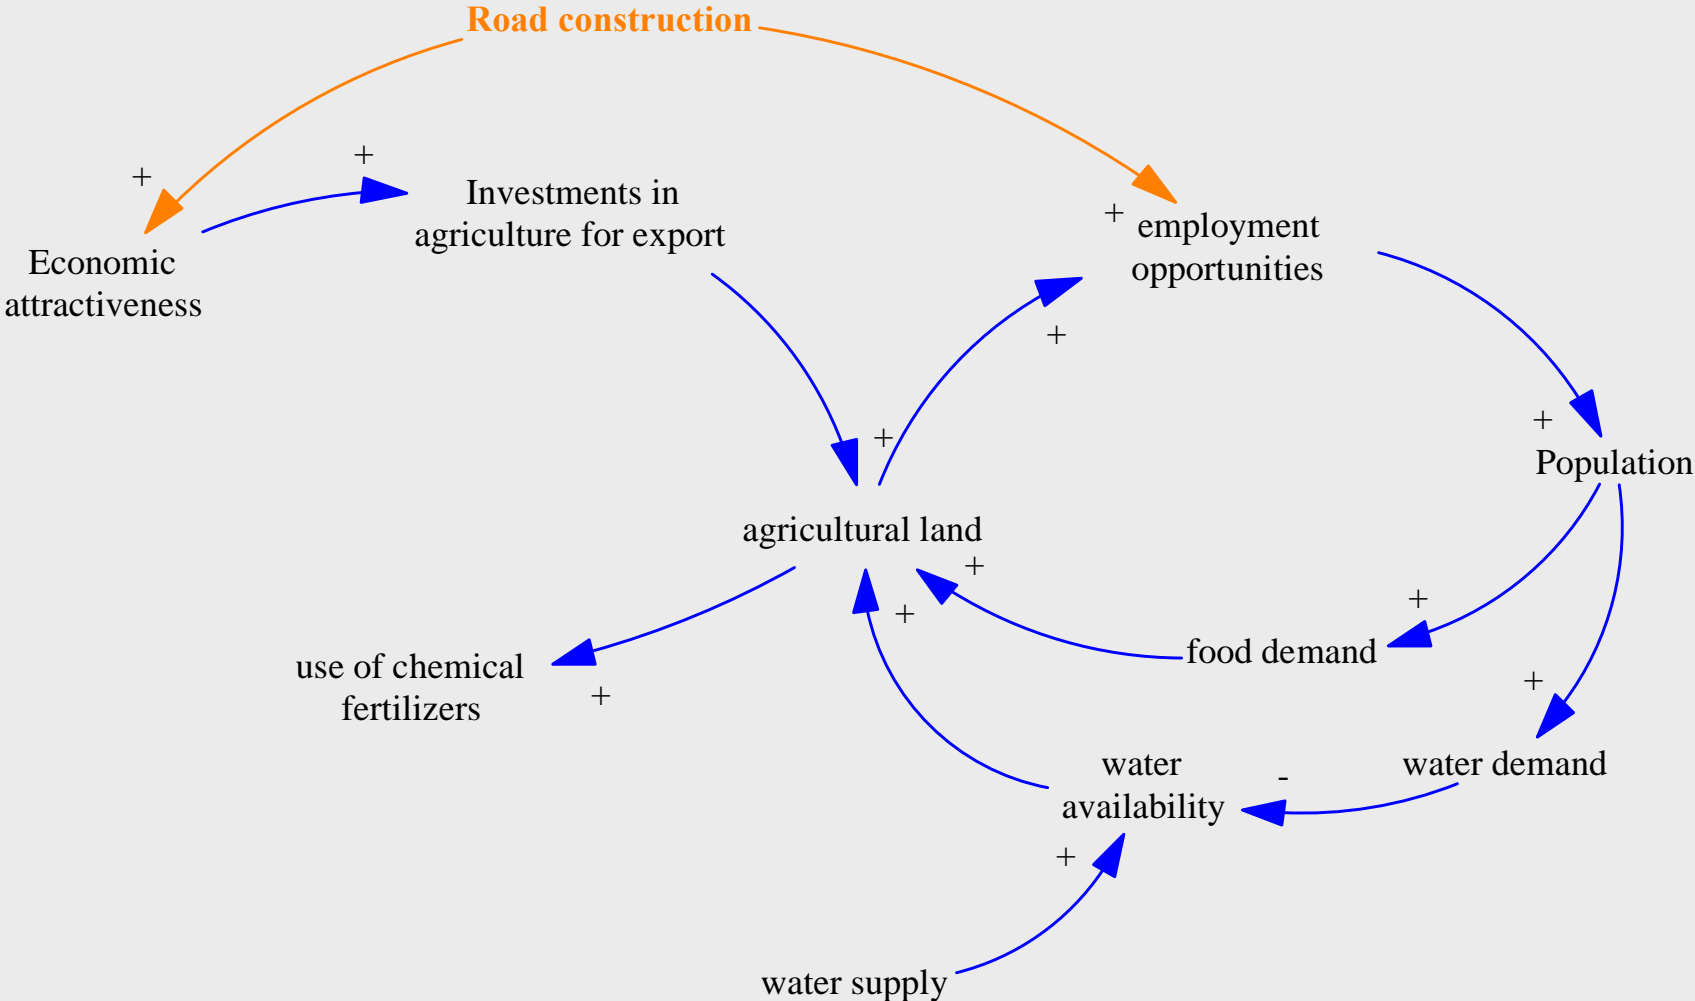 Road construction
+
+
Investments in
agriculture for export
+
employment
opportunities
Economic
attractiveness
+
+
+
Population
agricultural land
+
+
+
food demand
use of chemical
fertilizers
+
+
water
availability
-
water demand
+
water supply